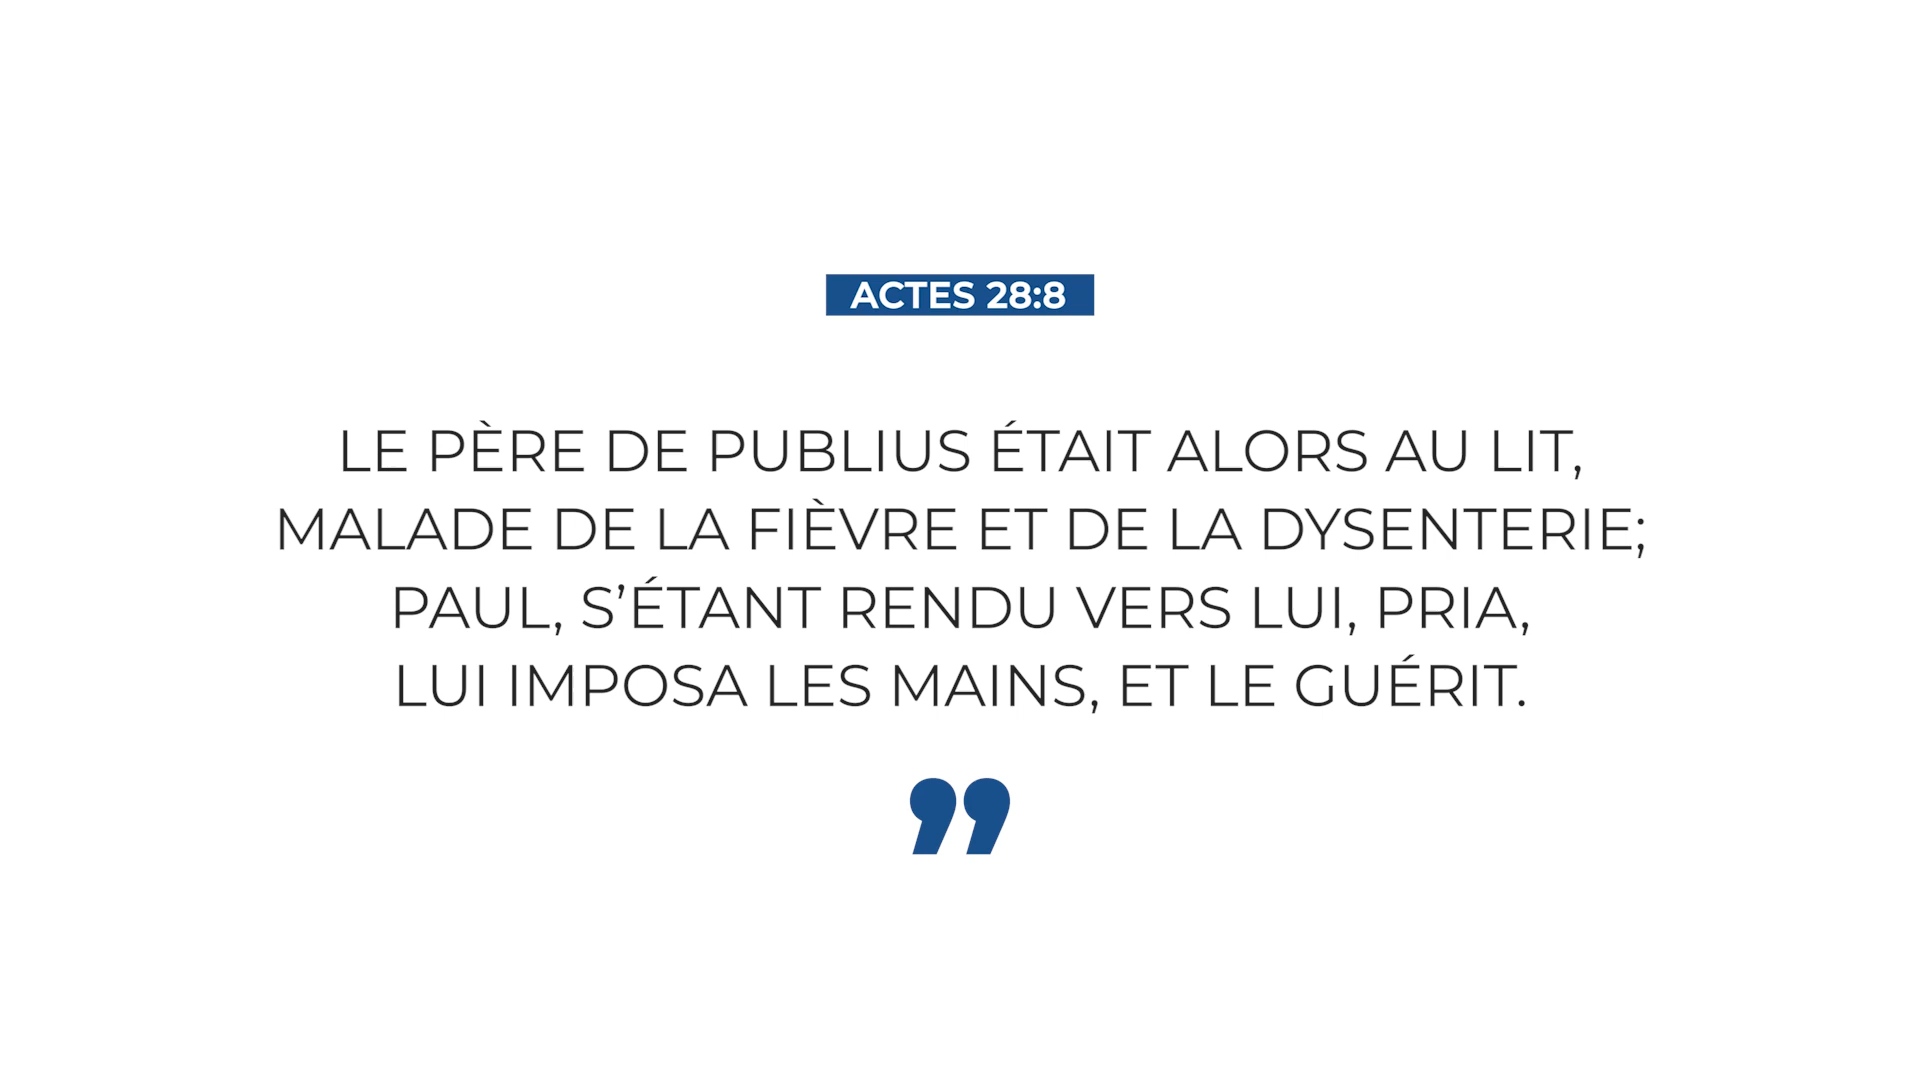 ACTES 28:8
LE PÈRE DE PUBLIUS ÉTAIT ALORS AU LIT,
MALADE DE LA FIÈVRE ET DE LA DYSENTERIE;
PAUL, S’ÉTANT RENDU VERS LUI, PRIA,
LUI IMPOSA LES MAINS, ET LE GUÉRIT.
”